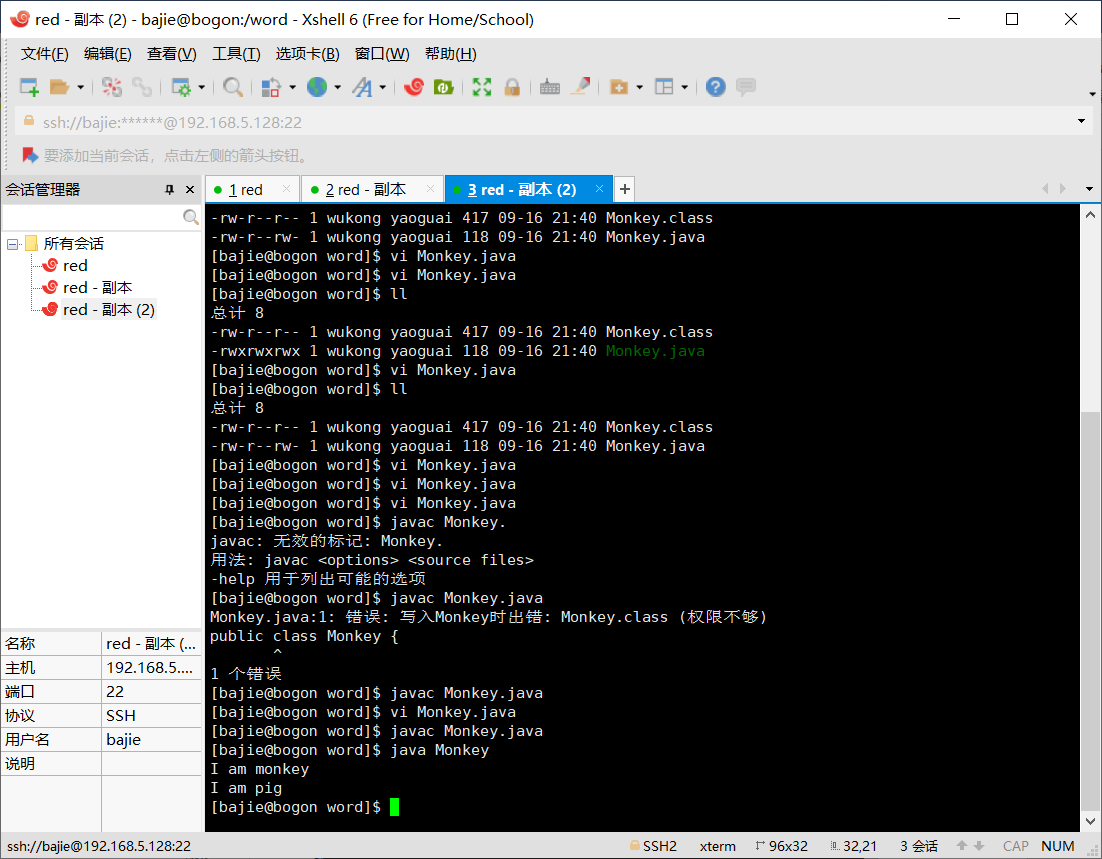 red - 副本 (2) - bajie@bogon:/word - Xshell 6 (Free for Home/School)
文件(F) 编辑(E) 查看(V) 工具(T) 选项卡(B) 窗口(W) 帮助(H)
ssh://bajie:******@192.168.5.128:22
要添加当前会话，点击左侧的箭头按钮。
会话管理器
1 red
2 red - 副本
3 red - 副本 (2)
所有会话
red
red - 副本
red - 副本 (2)
名称 red - 副本 (...
主机 192.168.5....
端口 22
协议 SSH
用户名 bajie
说明
-rw-r--r-- 1 wukong yaoguai 417 09-16 21:40 Monkey.class
-rw-r--rw- 1 wukong yaoguai 118 09-16 21:40 Monkey.java
[bajie@bogon word]$ vi Monkey.java
[bajie@bogon word]$ vi Monkey.java
[bajie@bogon word]$ ll
总计 8
-rw-r--r-- 1 wukong yaoguai 417 09-16 21:40 Monkey.class
-rwxrwxrwx 1 wukong yaoguai 118 09-16 21:40 Monkey.java
[bajie@bogon word]$ vi Monkey.java
[bajie@bogon word]$ ll
总计 8
-rw-r--r-- 1 wukong yaoguai 417 09-16 21:40 Monkey.class
-rw-r--rw- 1 wukong yaoguai 118 09-16 21:40 Monkey.java
[bajie@bogon word]$ vi Monkey.java
[bajie@bogon word]$ vi Monkey.java
[bajie@bogon word]$ vi Monkey.java
[bajie@bogon word]$ javac Monkey.
javac: 无效的标记: Monkey.
用法: javac <options> <source files>
-help 用于列出可能的选项
[bajie@bogon word]$ javac Monkey.java
Monkey.java:1: 错误: 写入Monkey时出错: Monkey.class (权限不够)
public class Monkey {
       ^
1 个错误
[bajie@bogon word]$ javac Monkey.java
[bajie@bogon word]$ vi Monkey.java
[bajie@bogon word]$ javac Monkey.java
[bajie@bogon word]$ java Monkey
I am monkey
I am pig
[bajie@bogon word]$
ssh://bajie@192.168.5.128:22 SSH2 xterm 96x32 32,21 3 会话 CAP NUM